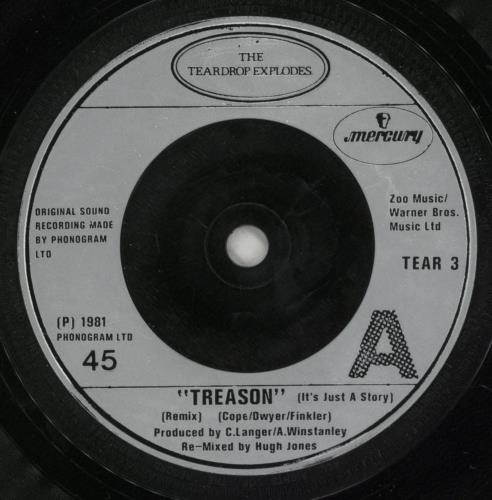 THE
TEARDROP EXPLODES.
mercury
Zoo Music/
Warner Bros.
Music Ltd
ORIGINAL SOUND
RECORDING MADE
BY PHONOGRAM
LTD
TEAR 3
(P) 1981
PHONOGRAM LTD
45
A
"TREASON" (It's Just A Story)
(Remix) (Cope/Dwyer/Finkler)
Produced by C.Langer/A.Winstanley
Re-Mixed by Hugh Jones